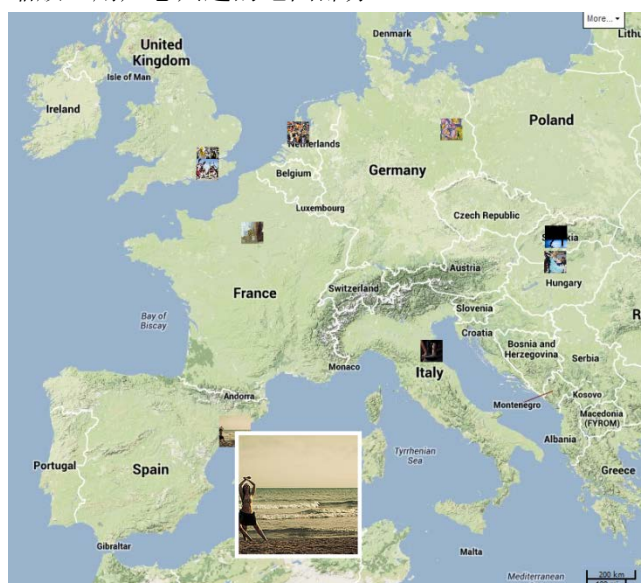 More...
Denmark
Lithu
United
Kingdom
Isle of Man
Ireland
Poland
Netherlands
Germany
Belgium
Luxembourg
Czech Republic
Austria
Hungary
France
Switzerland
Slovenia
Croatia
Bay of
Biscay
Bosnia and
Herzegovina
Serbia
Monaco
Italy
Andorra
Montenegro
Kosovo
Macedonia
(FYROM)
Albania
Portugal
Spain
Tyrrhenian
Sea
Greece
Gibraltar
Malta
Mediterranean
200 km